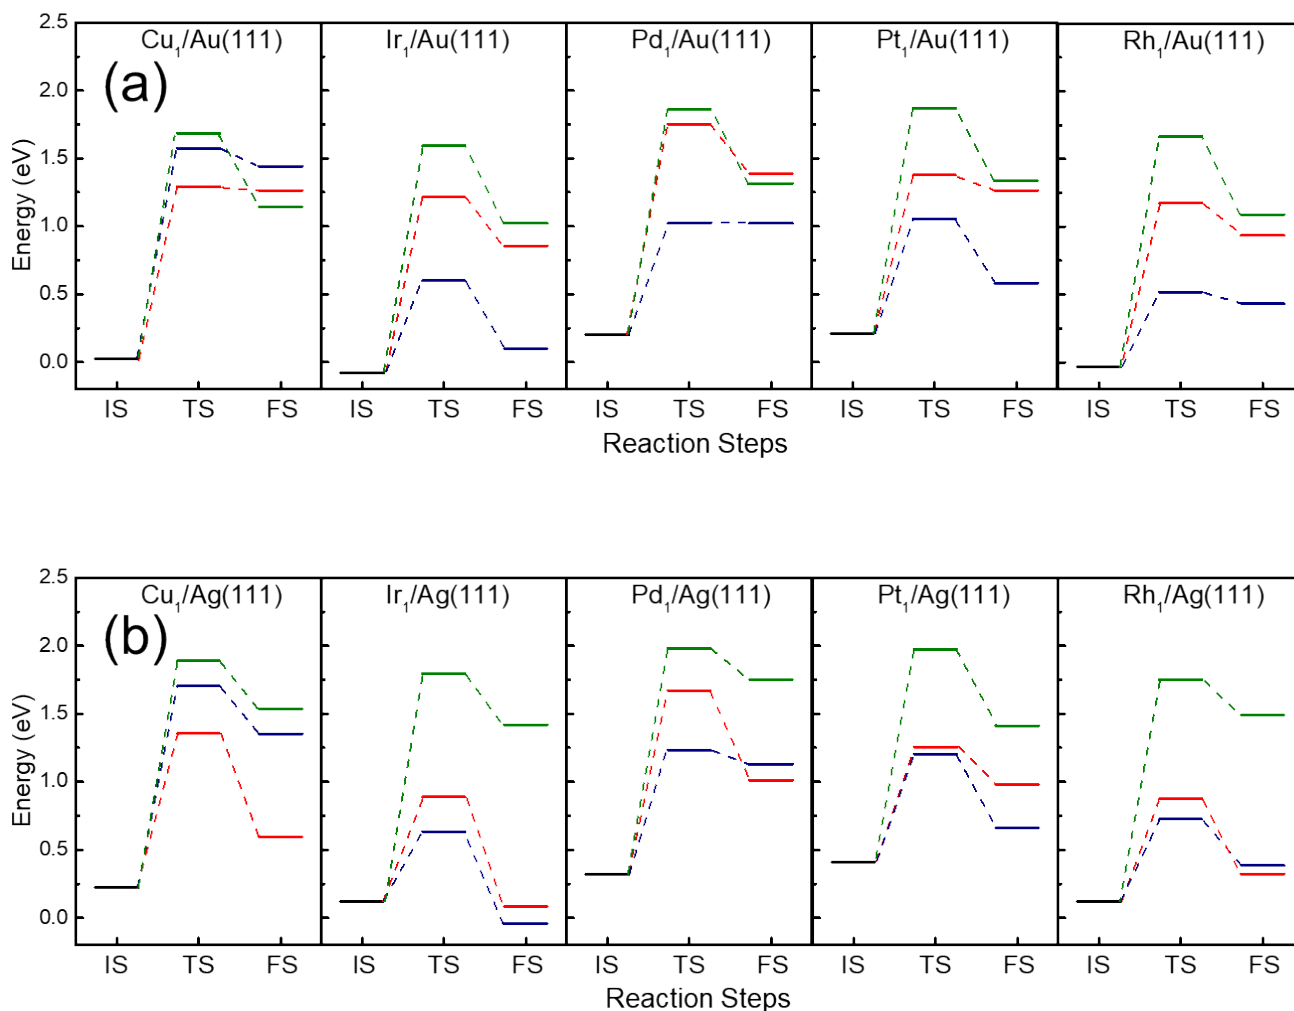 Cu1/Au(111) Ir1/Au(111) Pd1/Au(111) Pt1/Au(111) Rh1/Au(111)
(a)
Energy (eV)
2.5
2.0
1.5
1.0
0.5
0.0
IS TS FS IS TS FS IS TS FS IS TS FS IS TS FS
Reaction Steps
Cu1/Ag(111) Ir1/Ag(111) Pd1/Ag(111) Pt1/Ag(111) Rh1/Ag(111)
(b)
Energy (eV)
2.5
2.0
1.5
1.0
0.5
0.0
IS TS FS IS TS FS IS TS FS IS TS FS IS TS FS
Reaction Steps